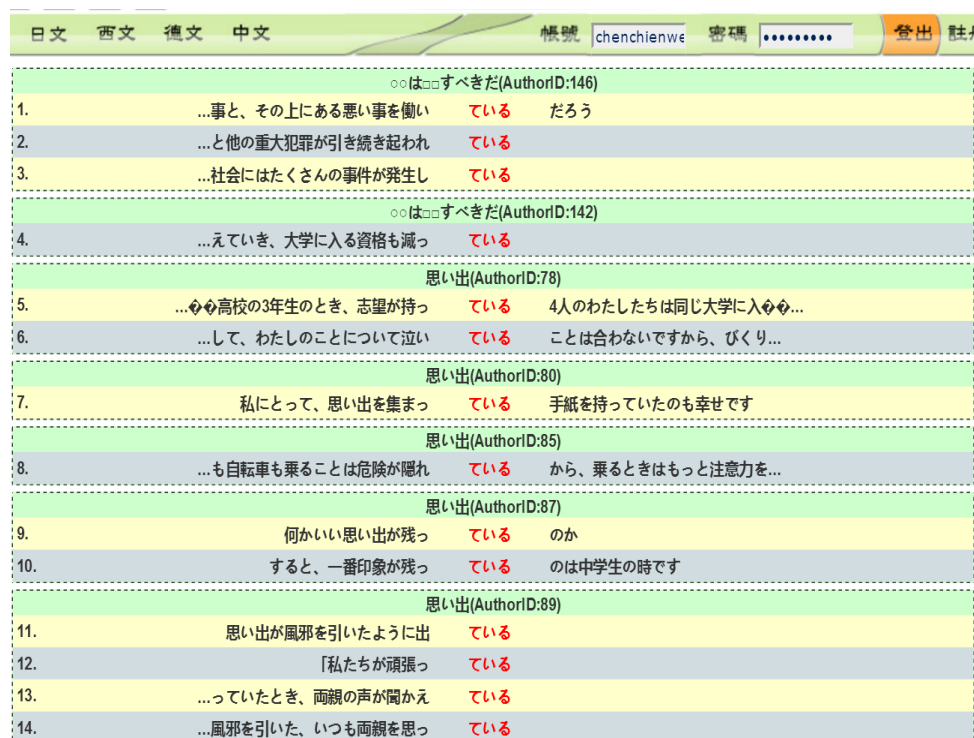 日文 西文 德文 中文 帳號 chenchienwe 密碼 ••••••••• 登出
○○は□□すべきだ(AuthorID:146)
1. ...事と、その上にある悪い事を働い ている だろう
2. ...と他の重大犯罪が引き続き起われ ている
3. ...社会にはたくさんの事件が発生し ている
○○は□□すべきだ(AuthorID:142)
4. ...えていき、大学に入る資格も減っ ている
思い出(AuthorID:78)
5. ...��高校の3年生のとき、志望が持っ ている 4人のわたしたちは同じ大学に入��...
6. ...して、わたしのことについて泣い ている ことは合わないですから、びくり...
思い出(AuthorID:80)
7. 私にとって、思い出を集まっ ている 手紙を持っていたのも幸せです
思い出(AuthorID:85)
8. ...も自転車も乗ることは危険が隠れ ている から、乗るときはもっと注意力を...
思い出(AuthorID:87)
9. 何かいい思い出が残っ ている のか
10. すると、一番印象が残っ ている のは中学生の時です
思い出(AuthorID:89)
11. 思い出が風邪を引いたように出 ている
12. 「私たちが頑張っ ている
13. ...っていたとき、両親の声が聞かえ ている
14. ...風邪を引いた、いつも両親を思っ ている